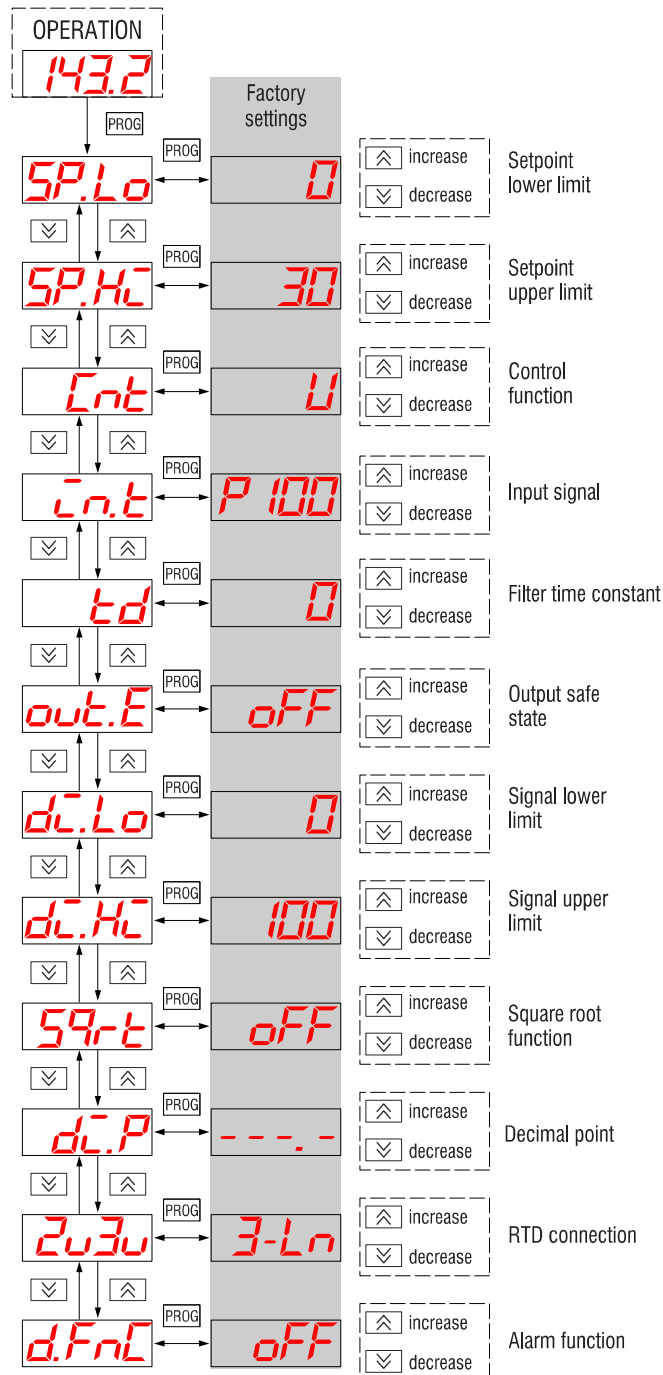 OPERATION
143.2
Factory
settings
PROG
SP.Lo
PROG
0
increase
decrease
Setpoint
lower limit
SP.Hi
PROG
30
increase
decrease
Setpoint
upper limit
Cnt
PROG
U
increase
decrease
Control
function
in.t
PROG
P100
increase
decrease
Input signal
td
PROG
0
increase
decrease
Filter time constant
out.E
PROG
oFF
increase
decrease
Output safe
state
di.Lo
PROG
0
increase
decrease
Signal lower
limit
di.Hi
PROG
100
increase
decrease
Signal upper
limit
Sqrt
PROG
oFF
increase
decrease
Square root
function
di.P
PROG
---.-
increase
decrease
Decimal point
2u3u
PROG
3-Ln
increase
decrease
RTD connection
d.FnC
PROG
oFF
increase
decrease
Alarm function